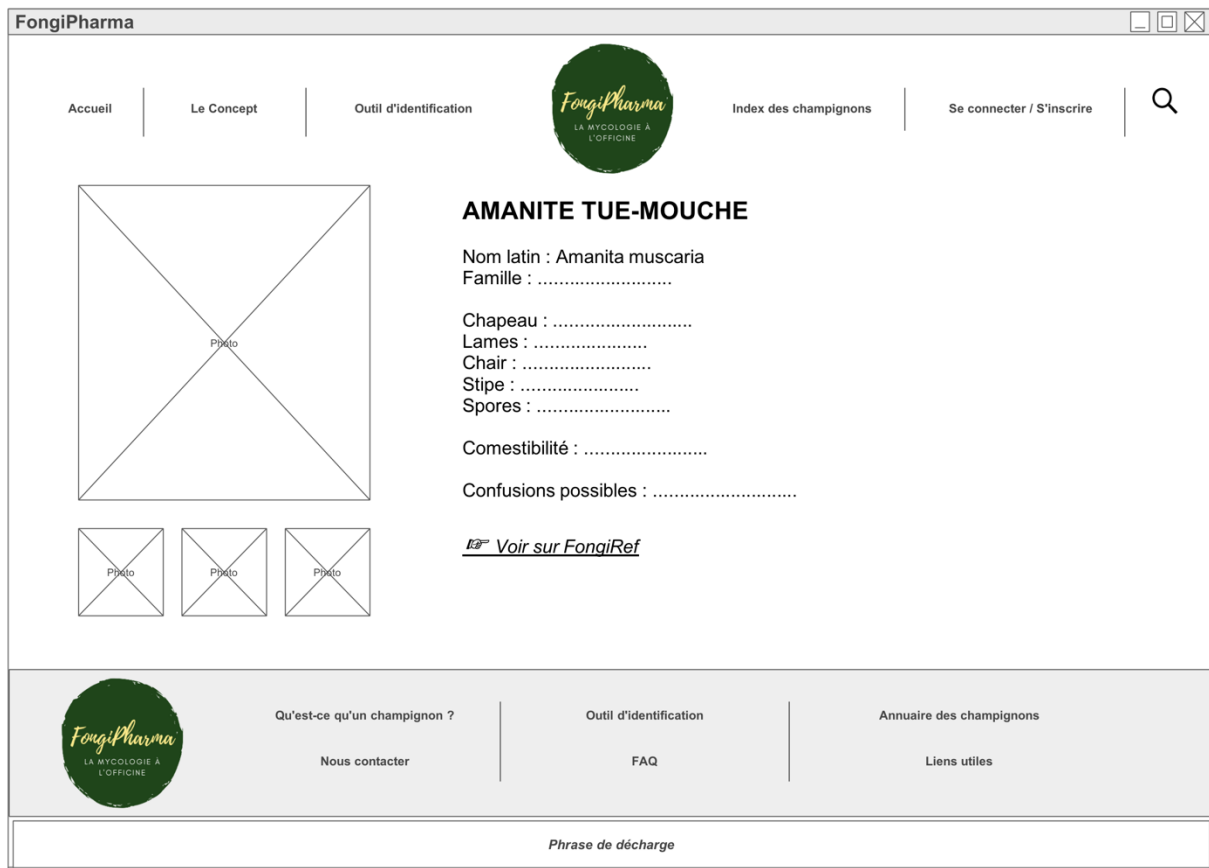 FongiPharma
Accueil
Le Concept
Outil d'identification
FongiPharma
LA MYCOLOGIE À
L'OFFICINE
Index des champignons
Se connecter / S'inscrire
Photo
Photo
Photo
Photo
AMANITE TUE-MOUCHE
Nom latin : Amanita muscaria
Famille : .........................
Chapeau : ..........................
Lames : .....................
Chair : ........................
Stipe : ......................
Spores : .........................
Comestibilité : .......................
Confusions possibles : ...........................
☞ Voir sur FongiRef
FongiPharma
LA MYCOLOGIE À
L'OFFICINE
Qu'est-ce qu'un champignon ?
Outil d'identification
Annuaire des champignons
Nous contacter
FAQ
Liens utiles
Phrase de décharge